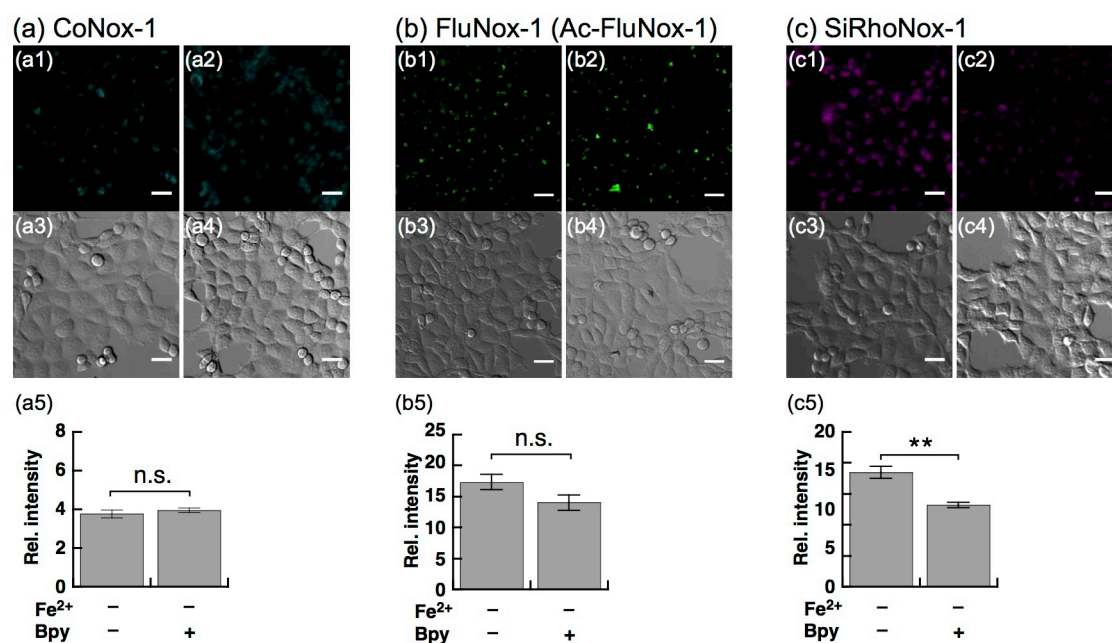 (a) CoNox-1
(b) FluNox-1 (Ac-FluNox-1)
(c) SiRhoNox-1
(a1)
(a2)
(b1)
(b2)
(c1)
(c2)
(a3)
(a4)
(b3)
(b4)
(c3)
(c4)
(a5)
Rel. intensity
8
6
4
2
0
n.s.
Fe²⁺ – –
Bpy – +
(b5)
Rel. intensity
25
20
15
10
5
0
n.s.
Fe²⁺ – –
Bpy – +
(c5)
Rel. intensity
20
15
10
5
0
**
Fe²⁺ – –
Bpy – +